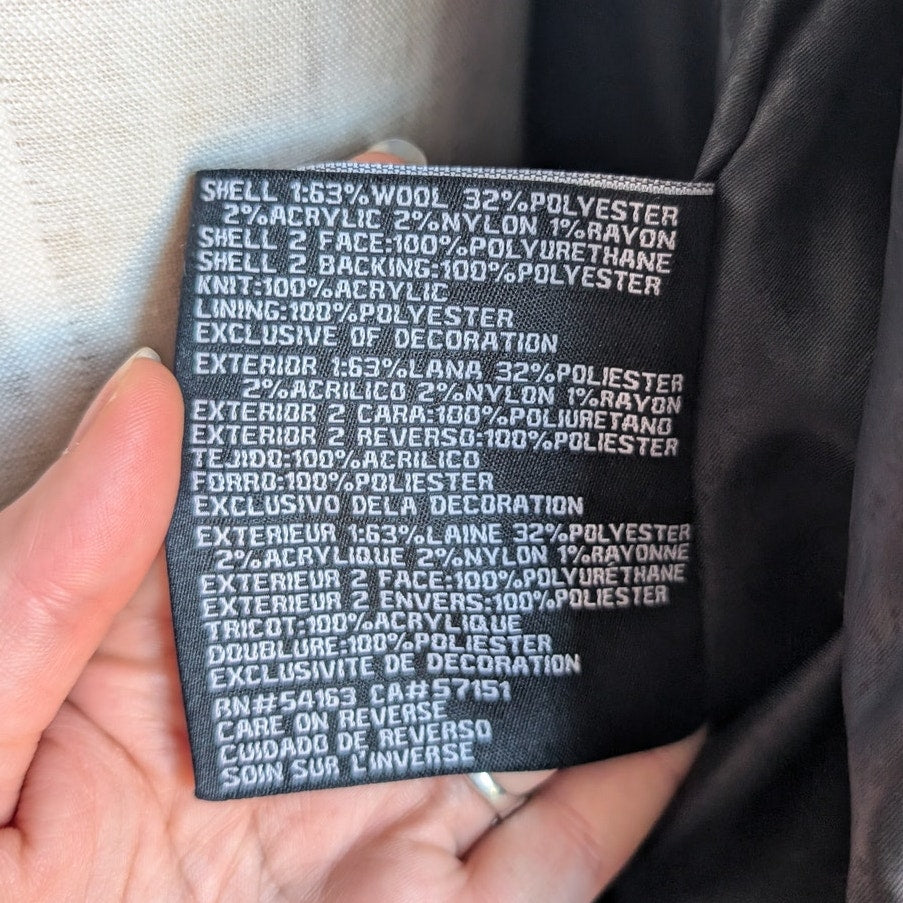 SHELL 1:63%WOOL 32%POLYESTER
2%ACRYLIC 2%NYLON 1%RAYON
SHELL 2 FACE:100%POLYURETHANE
SHELL 2 BACKING:100%POLYESTER
KNIT:100%ACRYLIC
LINING:100%POLYESTER
EXCLUSIVE OF DECORATION
EXTERIOR 1:63%LANA 32%POLIESTER
2%ACRILICO 2%NYLON 1%RAYON
EXTERIOR 2 CARA:100%POLIURETANO
EXTERIOR 2 REVERSO:100%POLIESTER
TEJIDO:100%ACRILICO
FORRO:100%POLIESTER
EXCLUSIVO DELA DECORATION
EXTERIEUR 1:63%LAINE 32%POLYESTER
2%ACRYLIQUE 2%NYLON 1%RAYONNE
EXTERIEUR 2 FACE:100%POLYURÉTHANE
EXTERIEUR 2 ENVERS:100%POLIESTER
TRICOT:100%ACRYLIQUE
DOUBLURE:100%POLIESTER
EXCLUSIVITE DE DECORATION
RN#54163 CA#57151
CARE ON REVERSE
CUIDADO DE REVERSO
SOIN SUR L'INVERSE